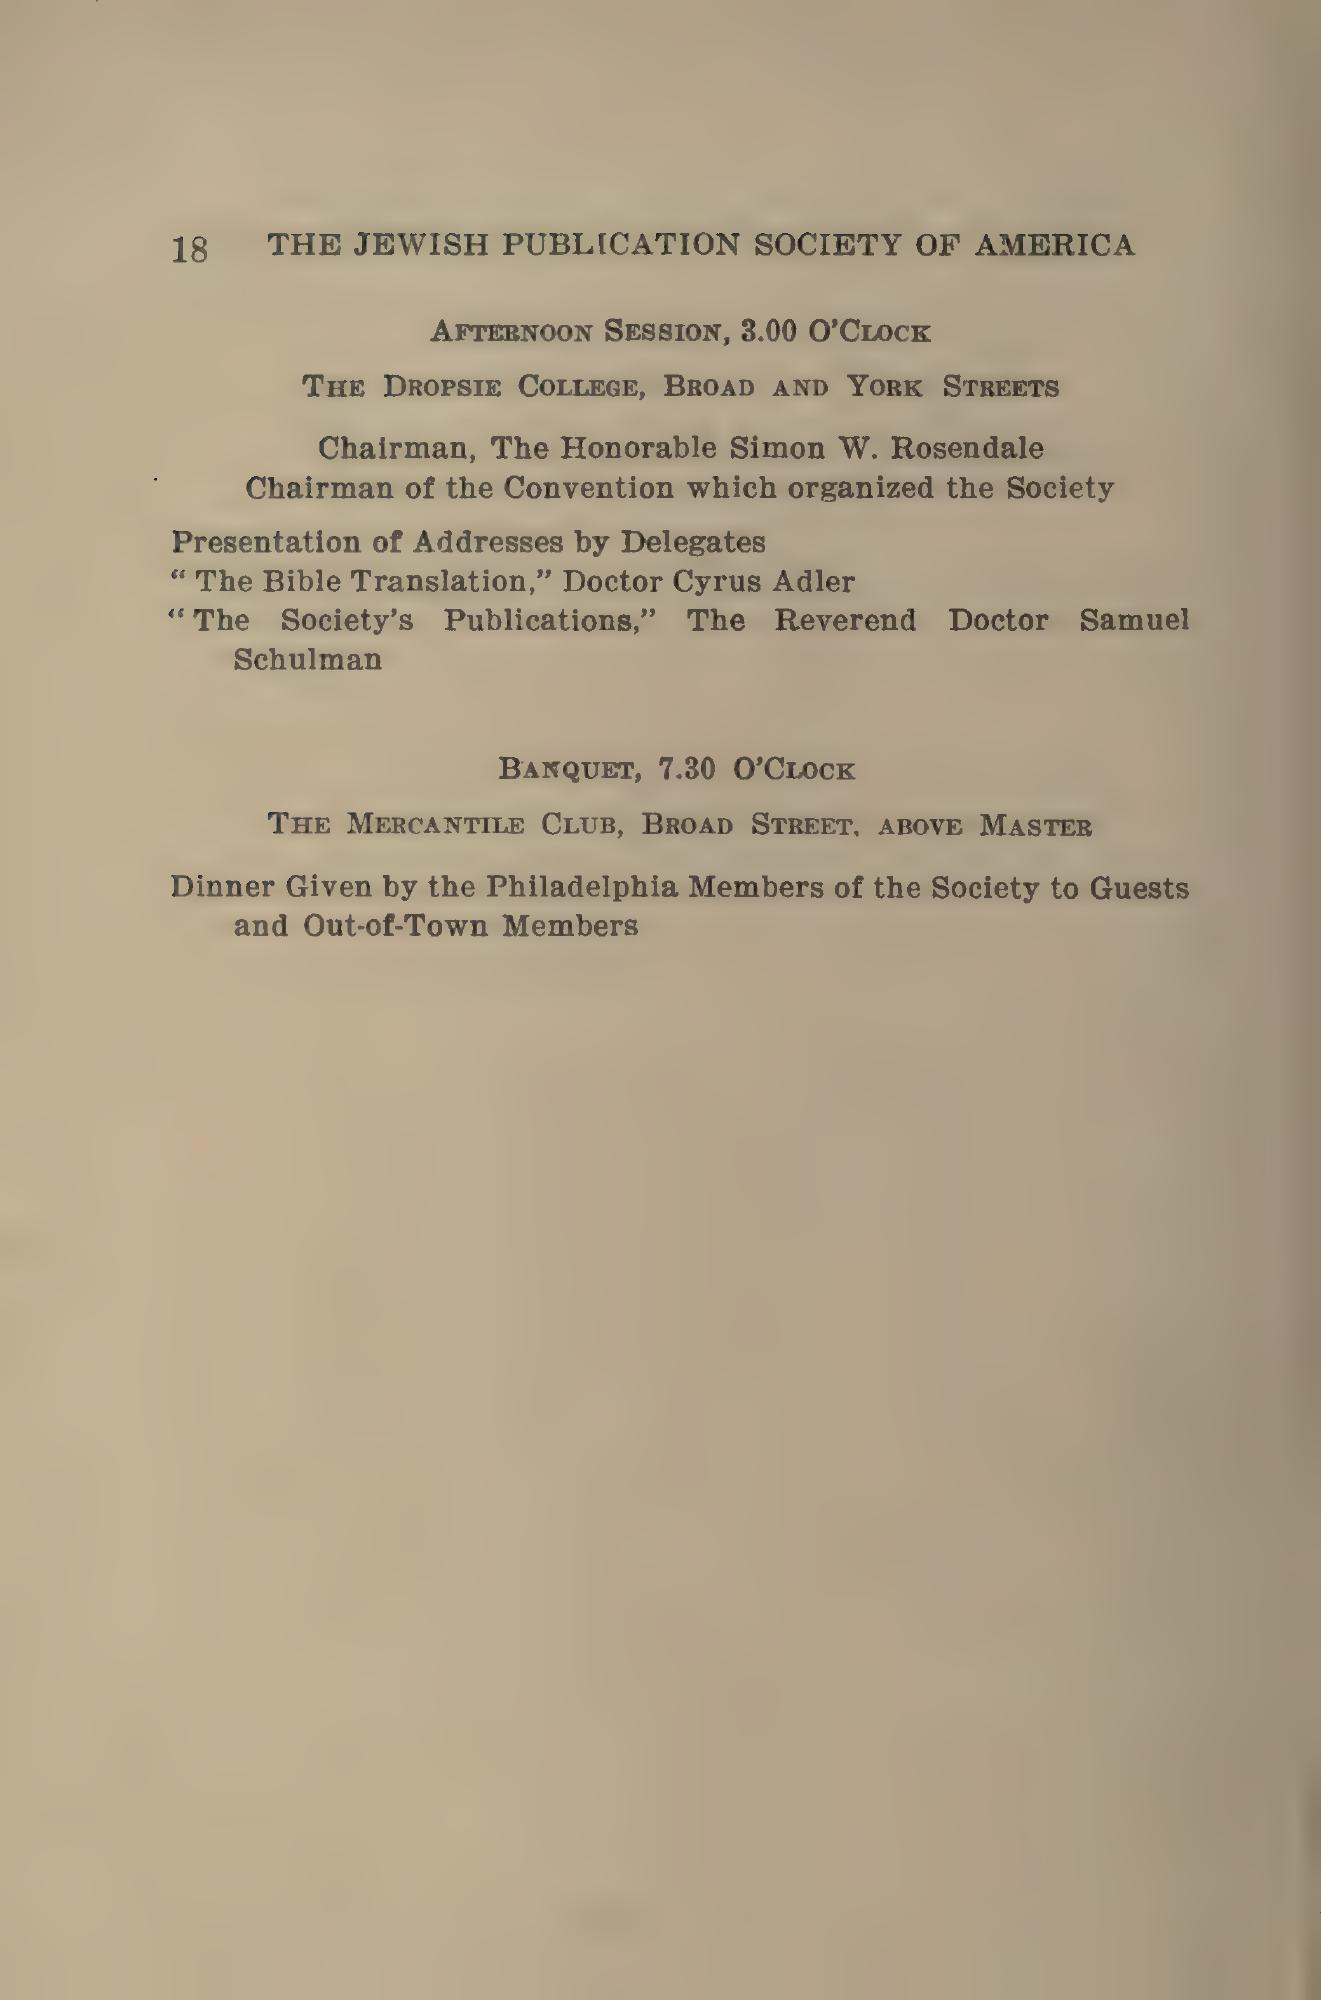 18 THE JEWISH PUBLICATION SOCIETY OF AMERICA
AFTERNOON SESSION, 3.00 O'CLOCK
THE DROPSIE COLLEGE, BROAD AND YORK STREETS
Chairman, The Honorable Simon W. Rosendale
Chairman of the Convention which organized the Society
Presentation of Addresses by Delegates
“ The Bible Translation,” Doctor Cyrus Adler
“ The Society's Publications,” The Reverend Doctor Samuel
Schulman
BANQUET, 7.30 O'CLOCK
THE MERCANTILE CLUB, BROAD STREET, ABOVE MASTER
Dinner Given by the Philadelphia Members of the Society to Guests
and Out-of-Town Members